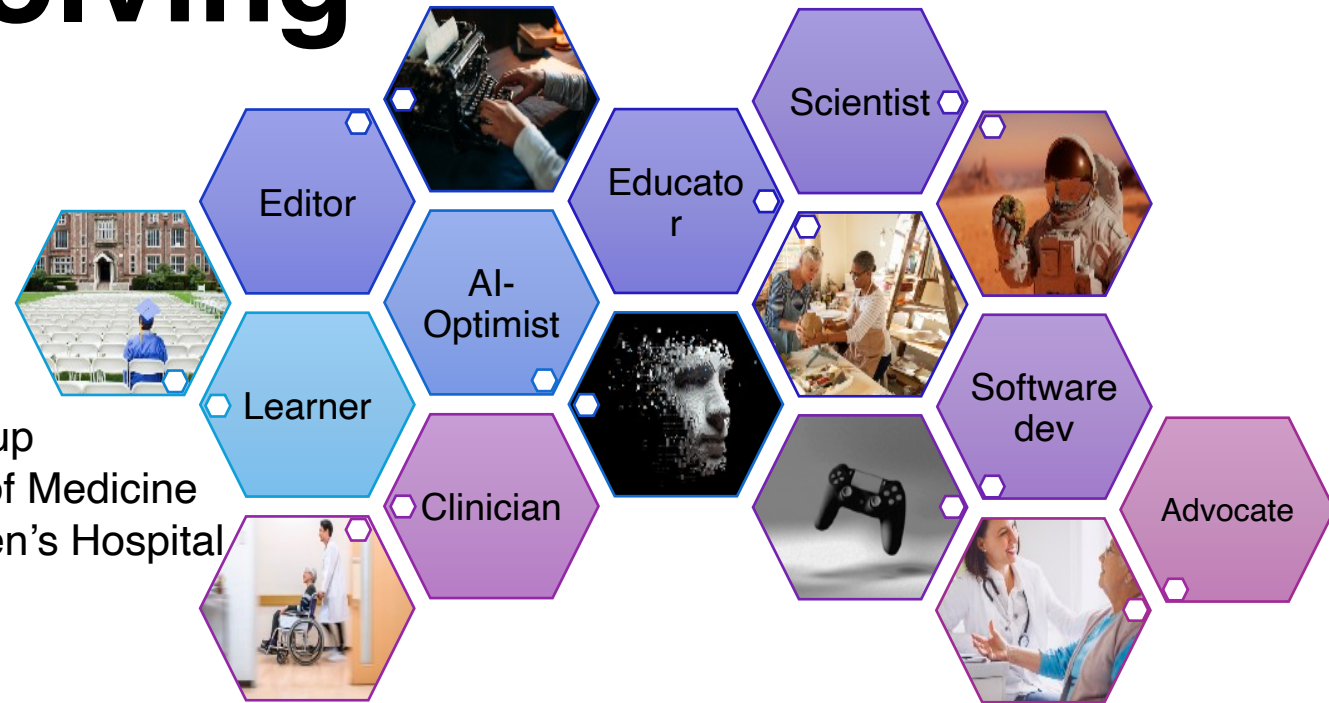 olving
Scientist
Editor
Educato
r
AI-
Optimist
Software
dev
Learner
up
of Medicine
en’s Hospital
Clinician
Advocate